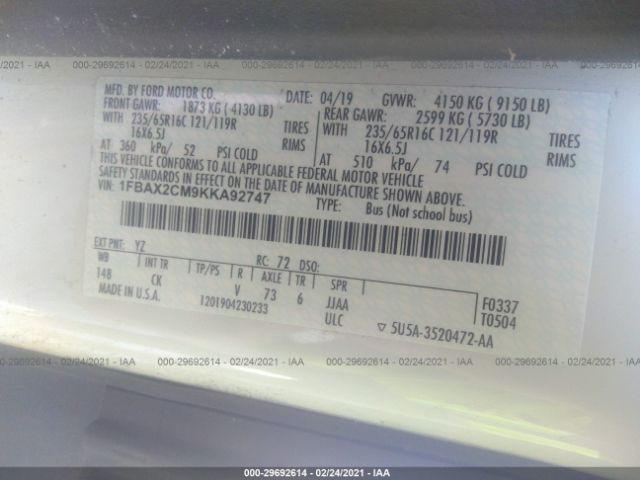 000-29692614 - 02/24/2021 - IAA
MFD. BY FORD MOTOR CO.
DATE: 04/19 GVWR: 4150 KG ( 9150 LB)
FRONT GAWR: 1873 KG ( 4130 LB)
REAR GAWR: 2599 KG ( 5730 LB)
WITH 235/65R16C 121/119R TIRES
WITH 235/65R16C 121/119R TIRES
16X6.5J RIMS
16X6.5J RIMS
AT 360 kPa/ 52 PSI COLD
AT 510 kPa/ 74 PSI COLD
THIS VEHICLE CONFORMS TO ALL APPLICABLE FEDERAL MOTOR VEHICLE
SAFETY STANDARDS IN EFFECT ON THE DATE OF MANUFACTURE SHOWN ABOVE.
VIN: 1FBAX2CM9KKA92747
TYPE: Bus (Not school bus)
EXT PNT: YZ RC: 72 DSO:
WB INT TR TP/PS R AXLE TR SPR
148 CK V 73 6 JJAA
ULC
F0337
T0504
MADE IN U.S.A. 1201904230233
▽ 5U5A-3520472-AA
000-29692614 - 02/24/2021 - IAA
000-29692614 - 02/24/2021 - IAA